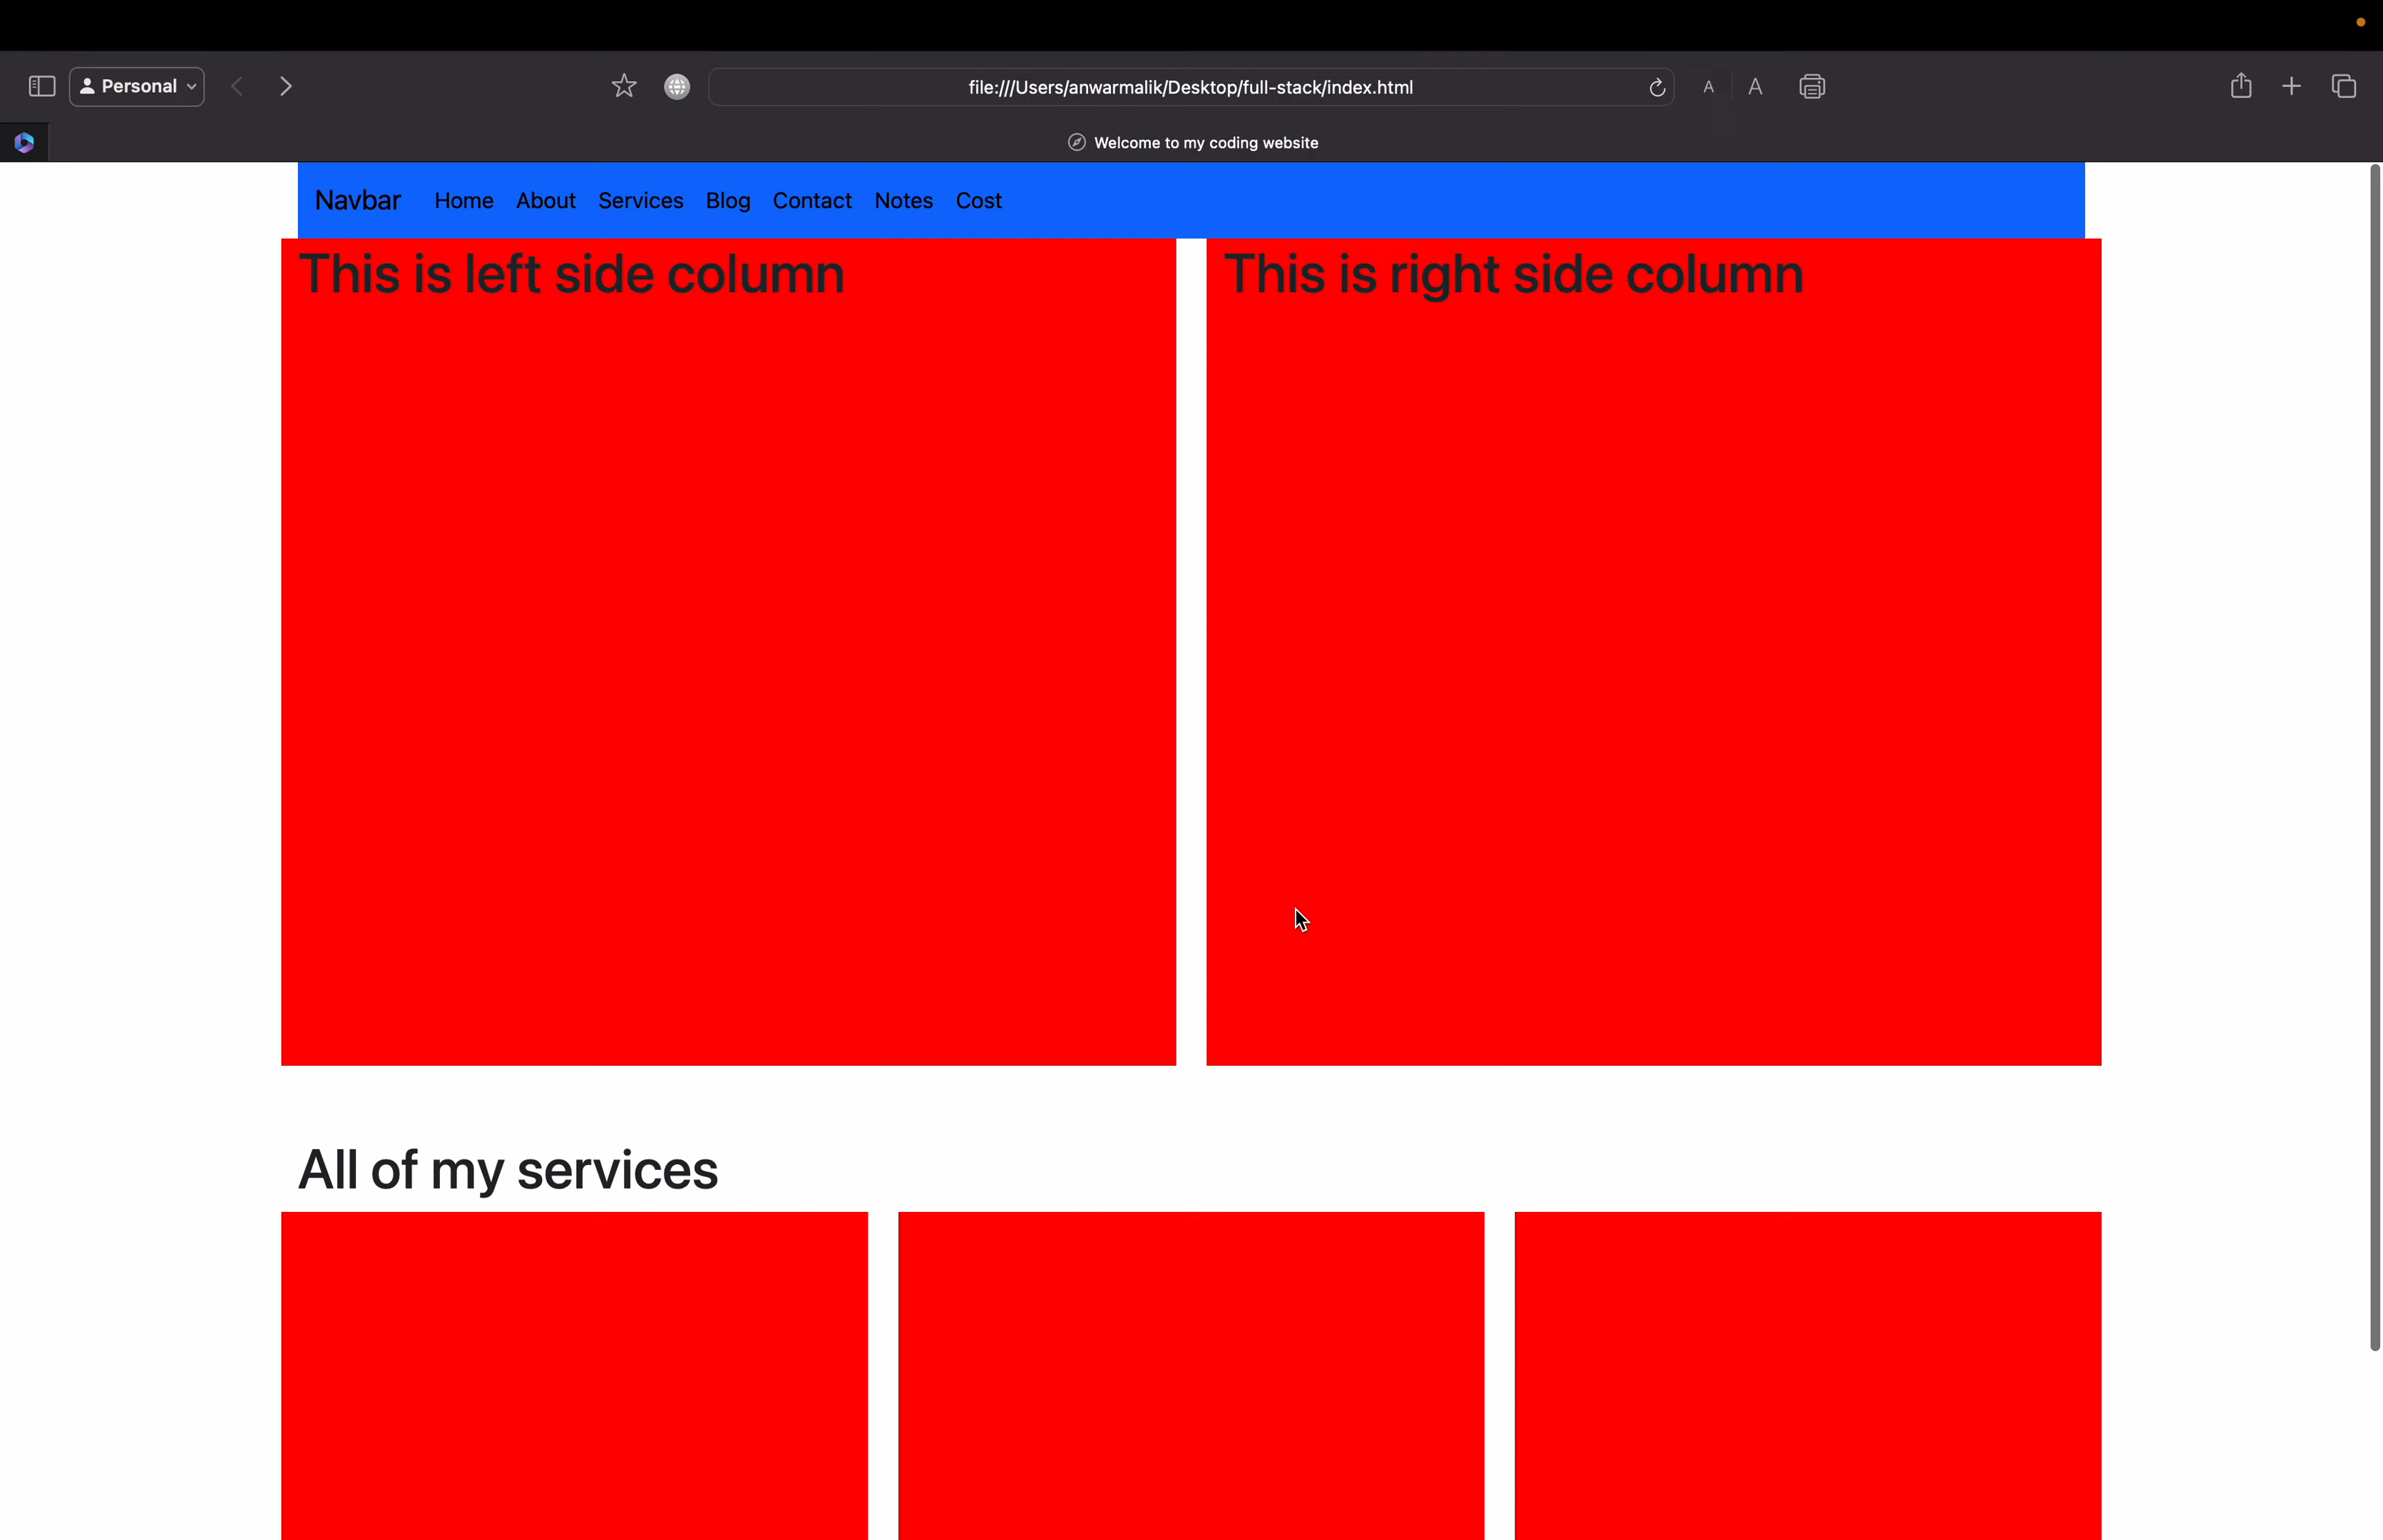 Personal
file:///Users/anwarmalik/Desktop/full-stack/index.html
A A
Welcome to my coding website
Navbar Home About Services Blog Contact Notes Cost
This is left side column
This is right side column
All of my services